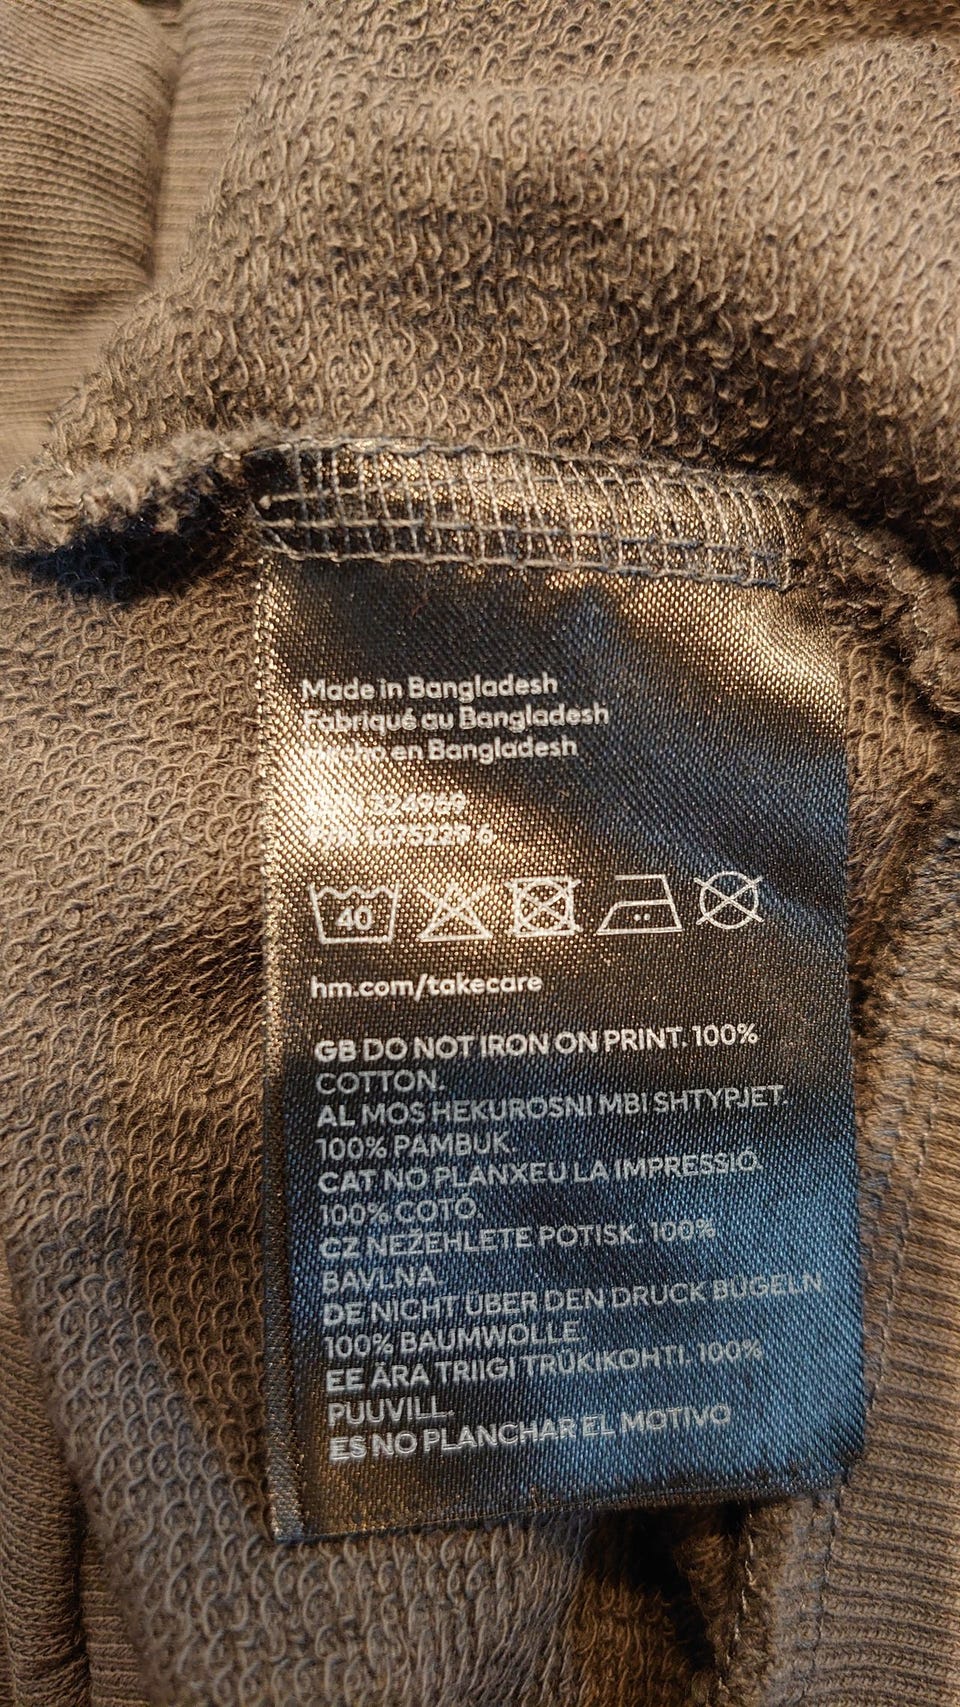 Made in Bangladesh
Fabriqué au Bangladesh
Hecho en Bangladesh
324969
40
hm.com/takecare
GB DO NOT IRON ON PRINT. 100%
COTTON.
AL MOS HEKUROSNI MBI SHTYPJET.
100% PAMBUK.
CAT NO PLANXEU LA IMPRESSIÓ.
100% COTÓ.
CZ NEŽEHLETE POTISK. 100%
BAVLNA.
DE NICHT ÜBER DEN DRUCK BÜGELN
100% BAUMWOLLE.
EE ÄRA TRIIGI TRÜKIKOHTI. 100%
PUUVILL.
ES NO PLANCHAR EL MOTIVO